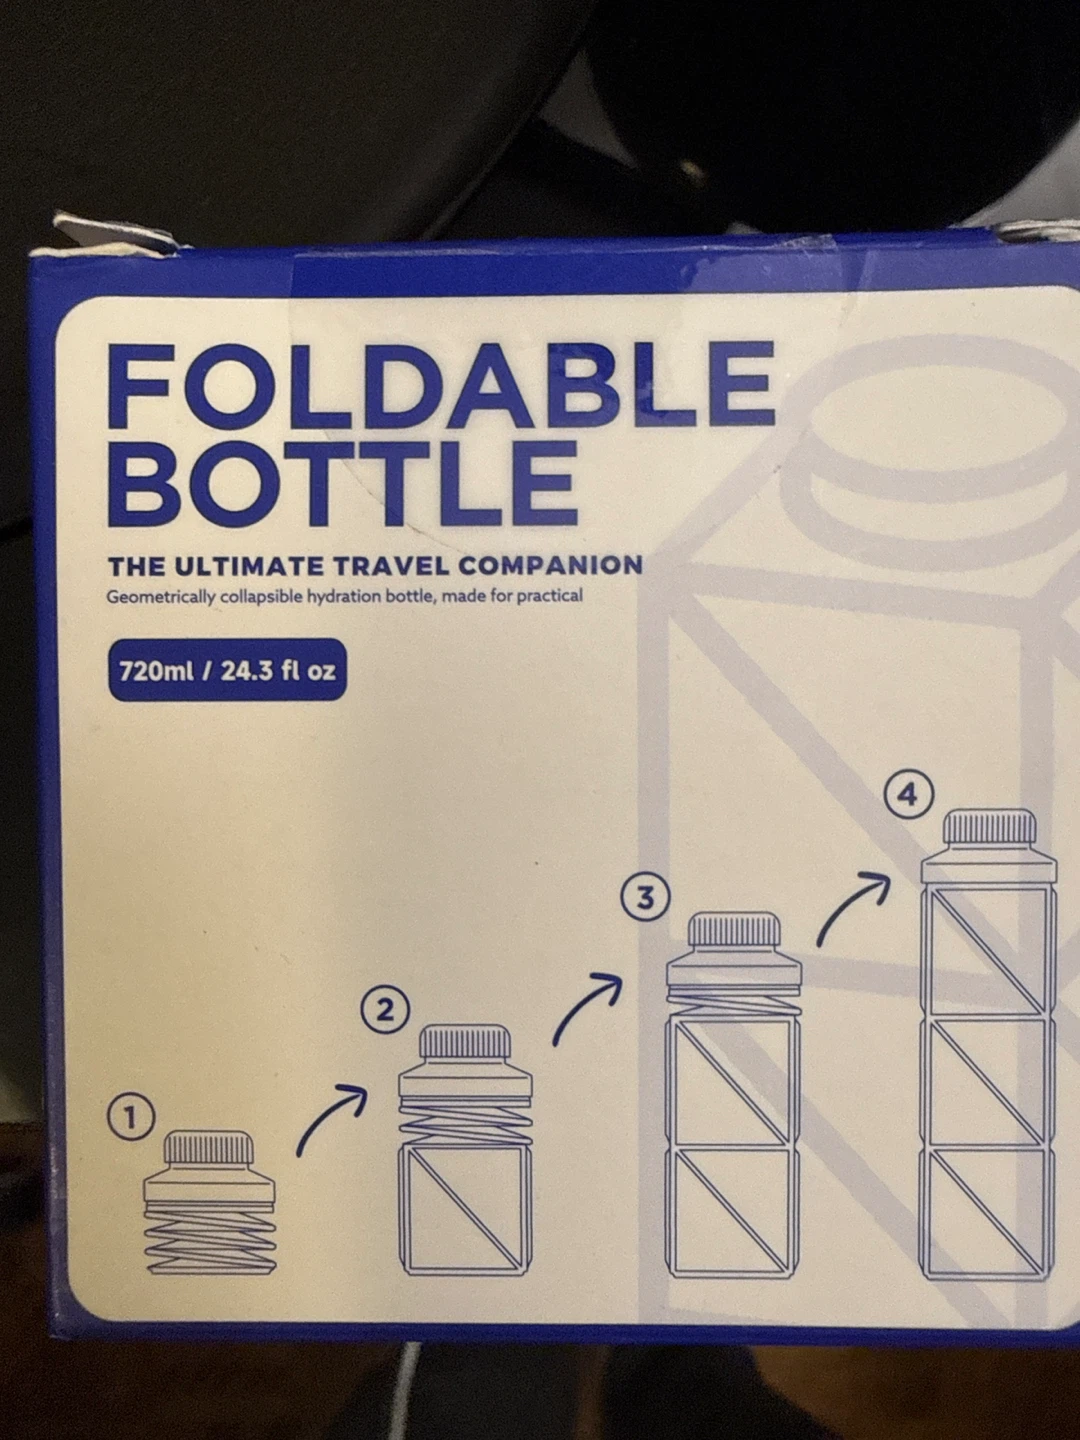 FOLDABLE
BOTTLE
THE ULTIMATE TRAVEL COMPANION
Geometrically collapsible hydration bottle, made for practical
720ml / 24.3 fl oz
4
3
2
1